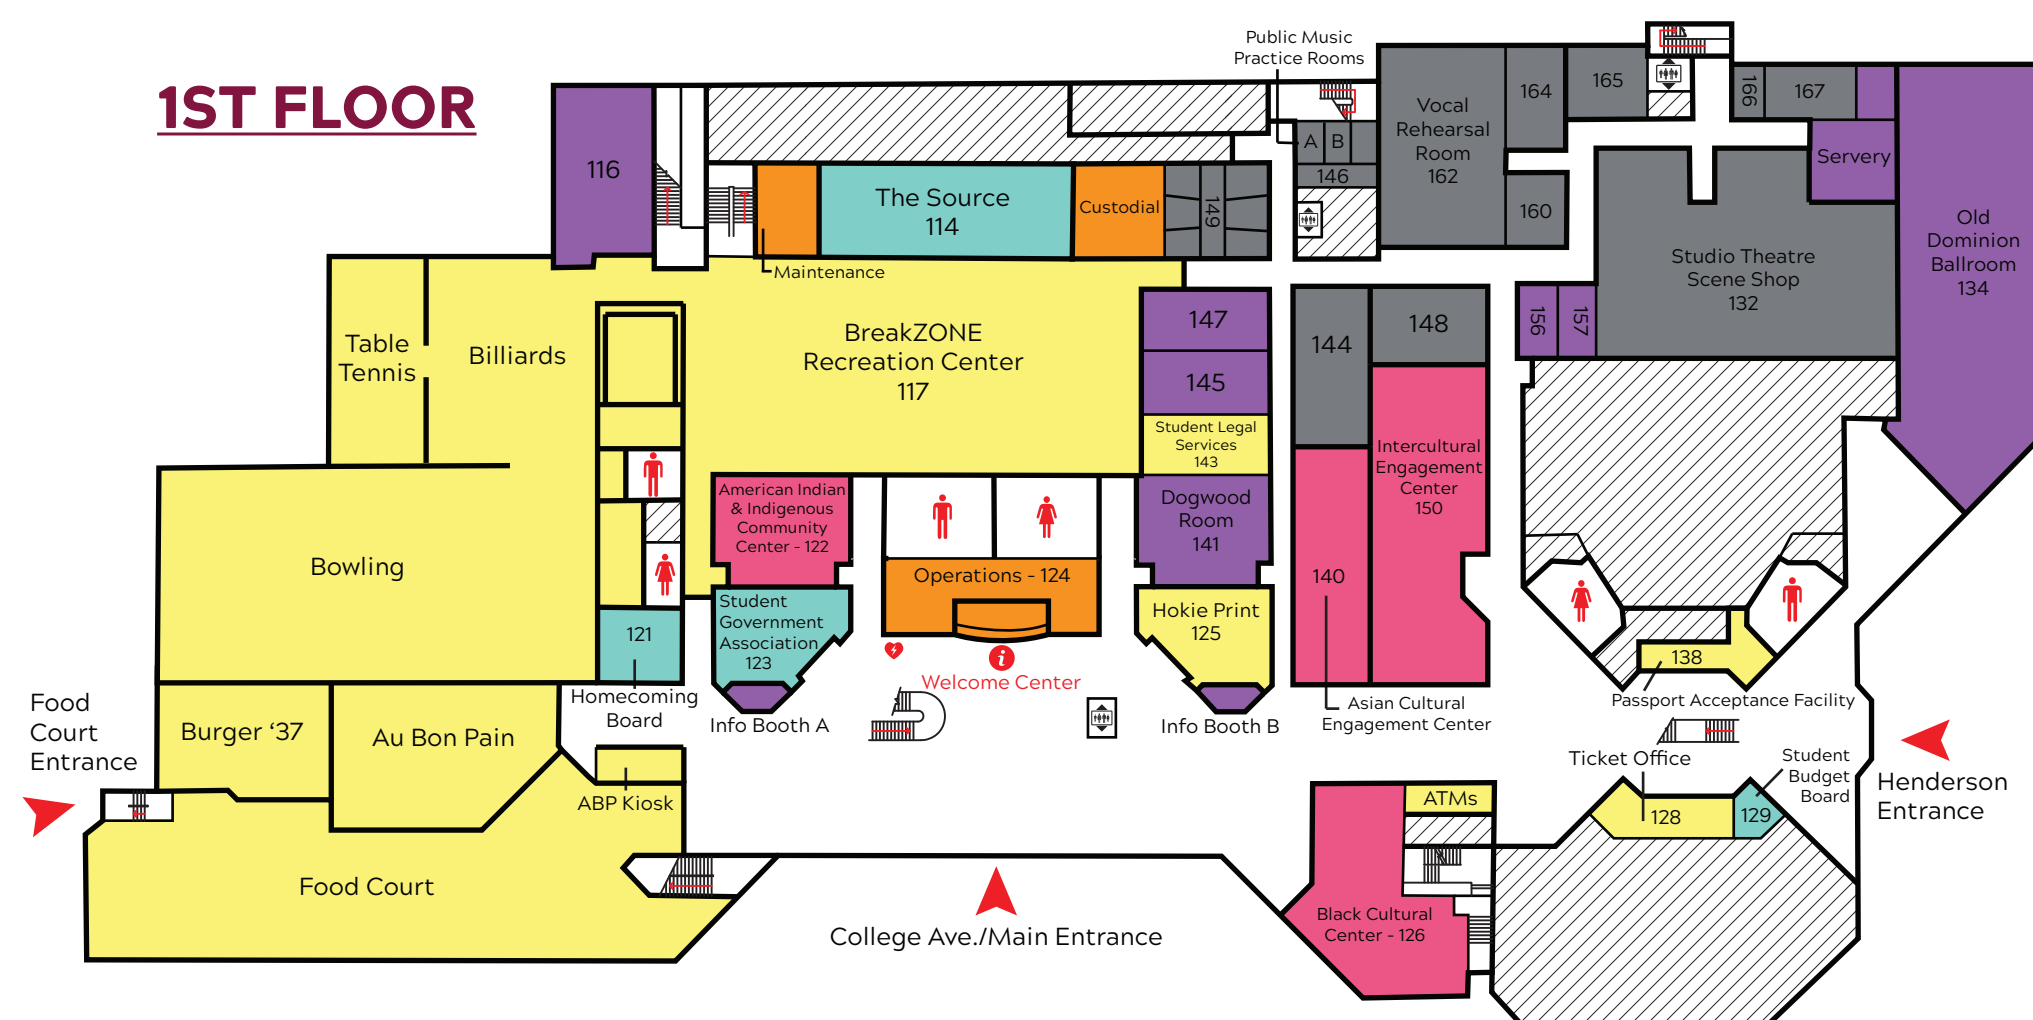 1ST FLOOR
Public Music
Practice Rooms
116
The Source
114
Custodial
149
Maintenance
A
B
146
Vocal
Rehearsal
Room
162
164
165
160
166
167
Servery
Old
Dominion
Ballroom
134
Studio Theatre
Scene Shop
132
156
157
Table
Tennis
Billiards
BreakZONE
Recreation Center
117
147
145
Student Legal
Services
143
Dogwood
Room
141
144
148
Intercultural
Engagement
Center
150
140
Asian Cultural
Engagement Center
American Indian
& Indigenous
Community
Center - 122
Operations - 124
Student
Government
Association
123
Hokie Print
125
Bowling
121
Homecoming
Board
i
Welcome Center
Info Booth A
Info Booth B
138
Passport Acceptance Facility
Food
Court
Entrance
Burger ‘37
Au Bon Pain
ABP Kiosk
Food Court
College Ave./Main Entrance
ATMs
Black Cultural
Center - 126
Ticket Office
128
Student
Budget
Board
129
Henderson
Entrance